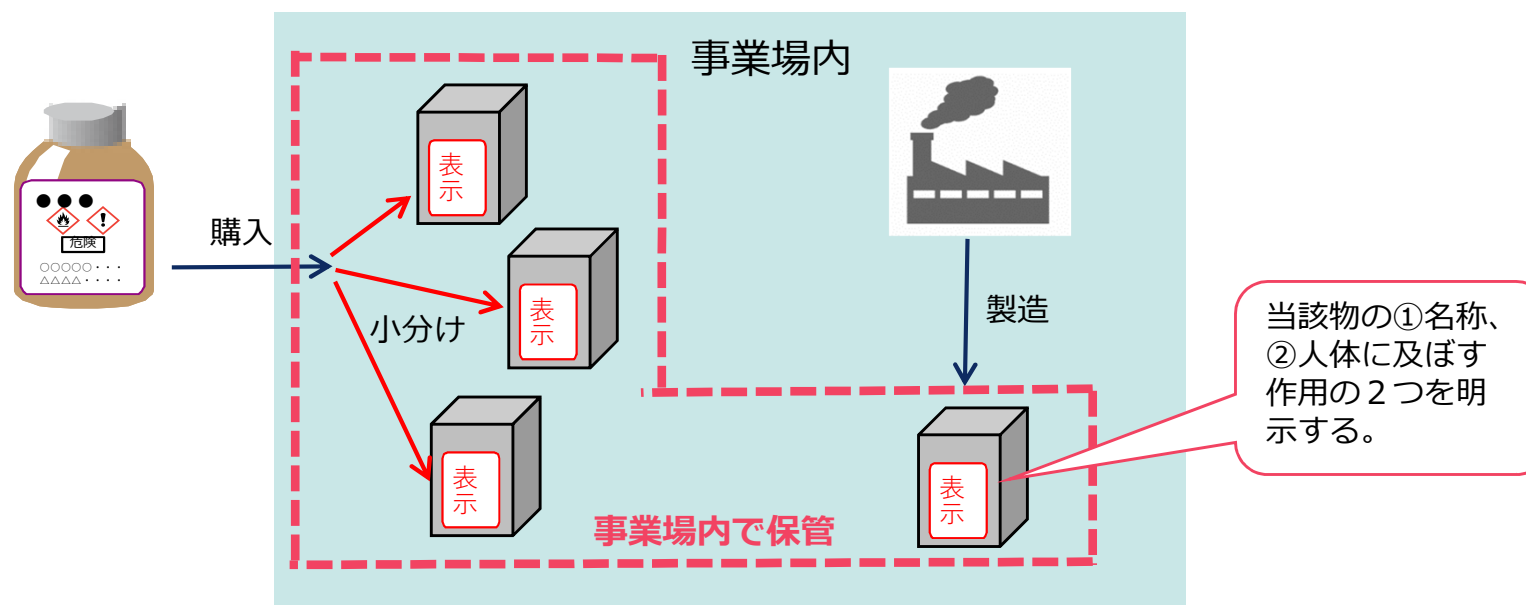 事業場内
●●●
危険
○○○○○・・・
△△△△・・・・
購入
表示
表示
小分け
表示
製造
表示
事業場内で保管
当該物の①名称、
②人体に及ぼす
作用の２つを明
示する。